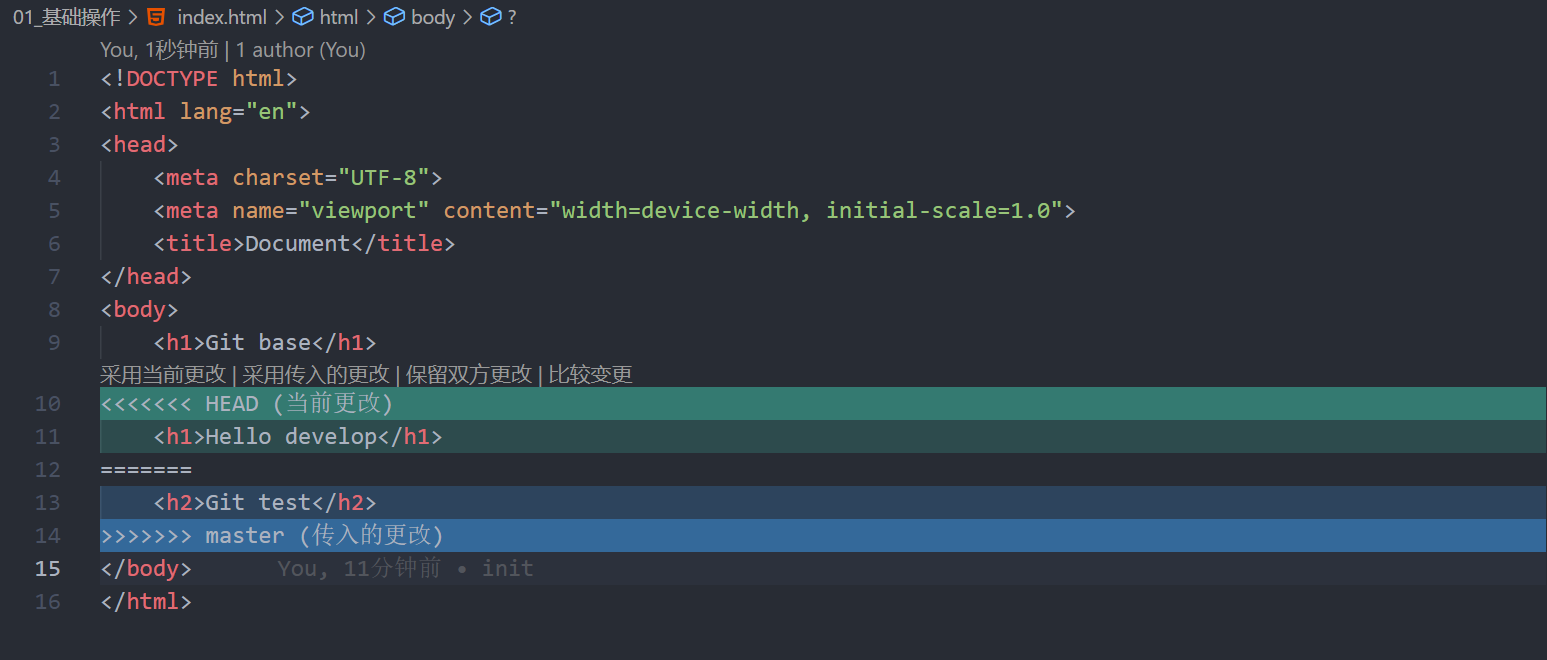 01_基础操作 > index.html > html > body > ?
You, 1秒钟前 | 1 author (You)
1 <!DOCTYPE html>
2 <html lang="en">
3 <head>
4     <meta charset="UTF-8">
5     <meta name="viewport" content="width=device-width, initial-scale=1.0">
6     <title>Document</title>
7 </head>
8 <body>
9     <h1>Git base</h1>
采用当前更改 | 采用传入的更改 | 保留双方更改 | 比较变更
10 <<<<<<< HEAD (当前更改)
11     <h1>Hello develop</h1>
12 =======
13     <h2>Git test</h2>
14 >>>>>>> master (传入的更改)
15 </body>      You, 11分钟前 • init
16 </html>